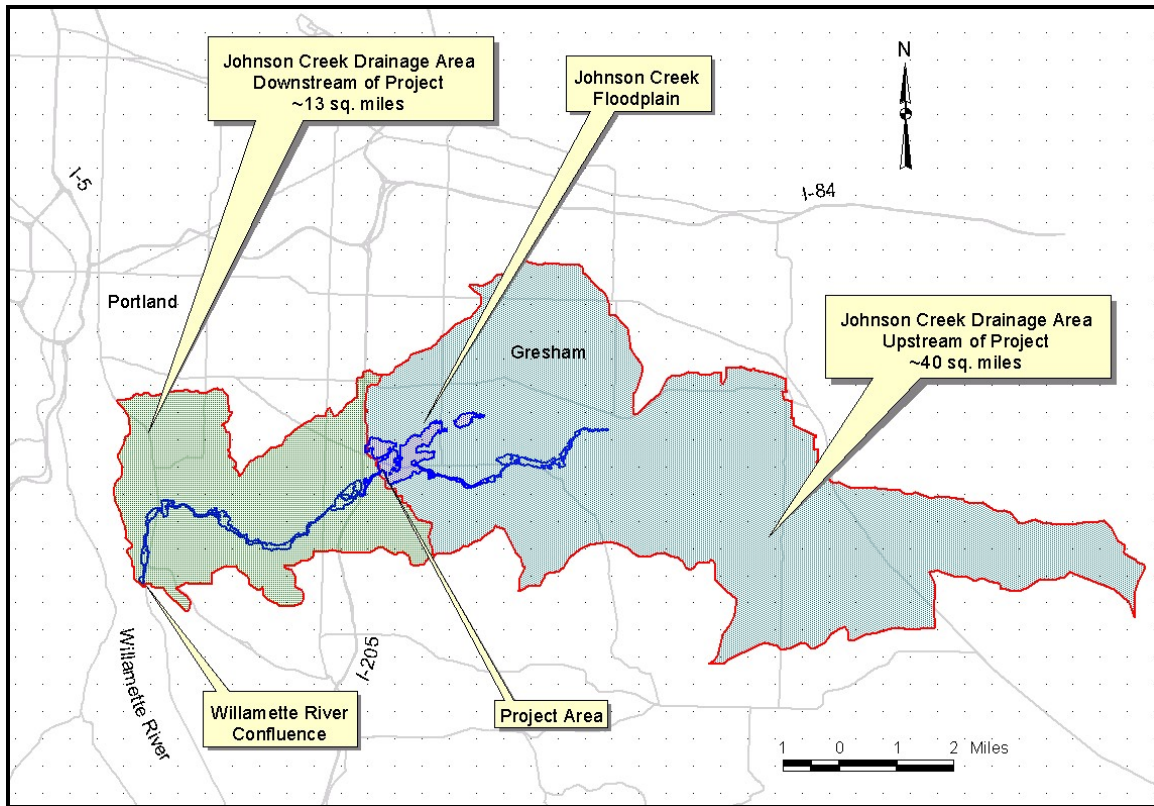 Johnson Creek Drainage Area
Downstream of Project
~13 sq. miles
Johnson Creek
Floodplain
N
I-5
I-84
Portland
Gresham
Johnson Creek Drainage Area
Upstream of Project
~40 sq. miles
Willamette River
I-205
Willamette River
Confluence
Project Area
1 0 1 2 Miles